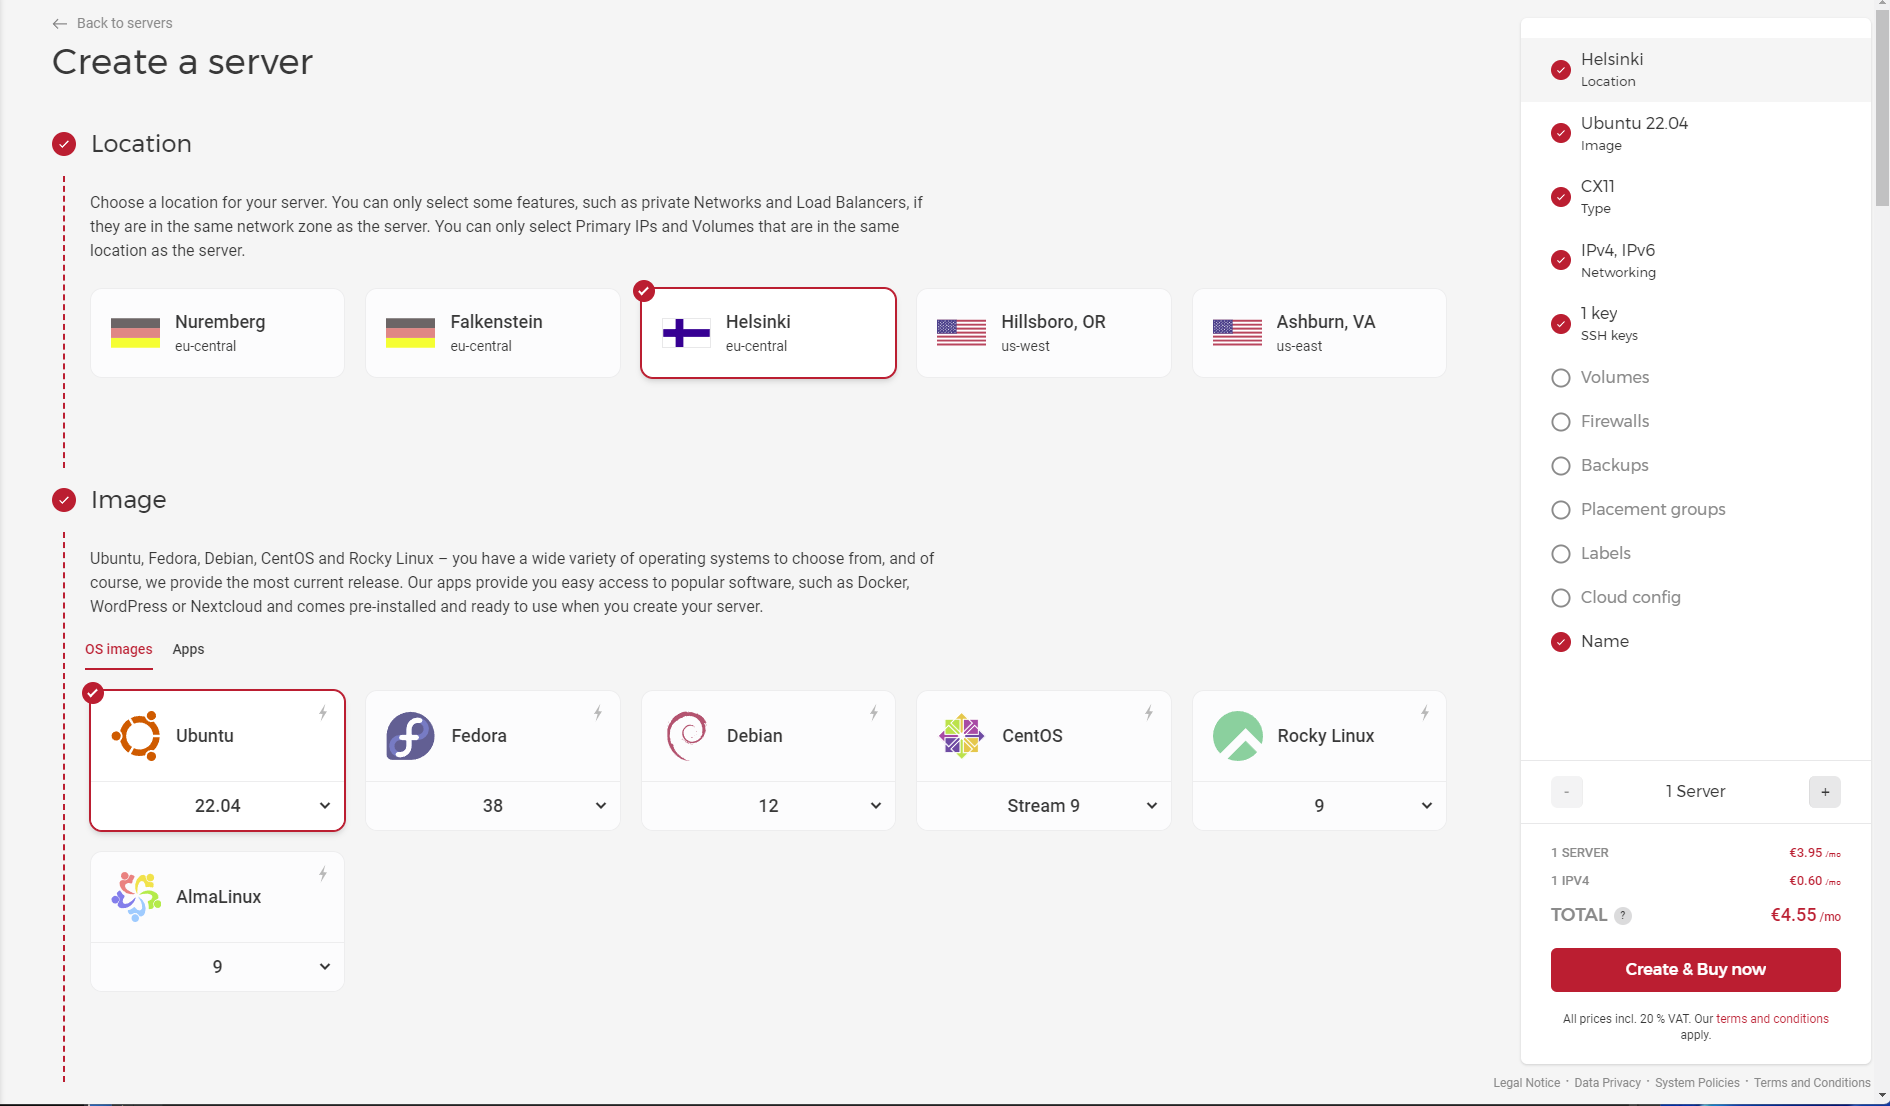 Back to servers
Create a server
Location
Choose a location for your server. You can only select some features, such as private Networks and Load Balancers, if
they are in the same network zone as the server. You can only select Primary IPs and Volumes that are in the same
location as the server.
Nuremberg
eu-central
Falkenstein
eu-central
Helsinki
eu-central
Hillsboro, OR
us-west
Ashburn, VA
us-east
Image
Ubuntu, Fedora, Debian, CentOS and Rocky Linux – you have a wide variety of operating systems to choose from, and of
course, we provide the most current release. Our apps provide you easy access to popular software, such as Docker,
WordPress or Nextcloud and comes pre-installed and ready to use when you create your server.
OS images
Apps
Ubuntu
22.04
Fedora
38
Debian
12
CentOS
Stream 9
Rocky Linux
9
AlmaLinux
9
Helsinki
Location
Ubuntu 22.04
Image
CX11
Type
IPv4, IPv6
Networking
1 key
SSH keys
Volumes
Firewalls
Backups
Placement groups
Labels
Cloud config
Name
- 1 Server +
1 SERVER €3.95 /mo
1 IPV4 €0.60 /mo
TOTAL ? €4.55 /mo
Create & Buy now
All prices incl. 20 % VAT. Our terms and conditions
apply.
Legal Notice · Data Privacy · System Policies · Terms and Conditions